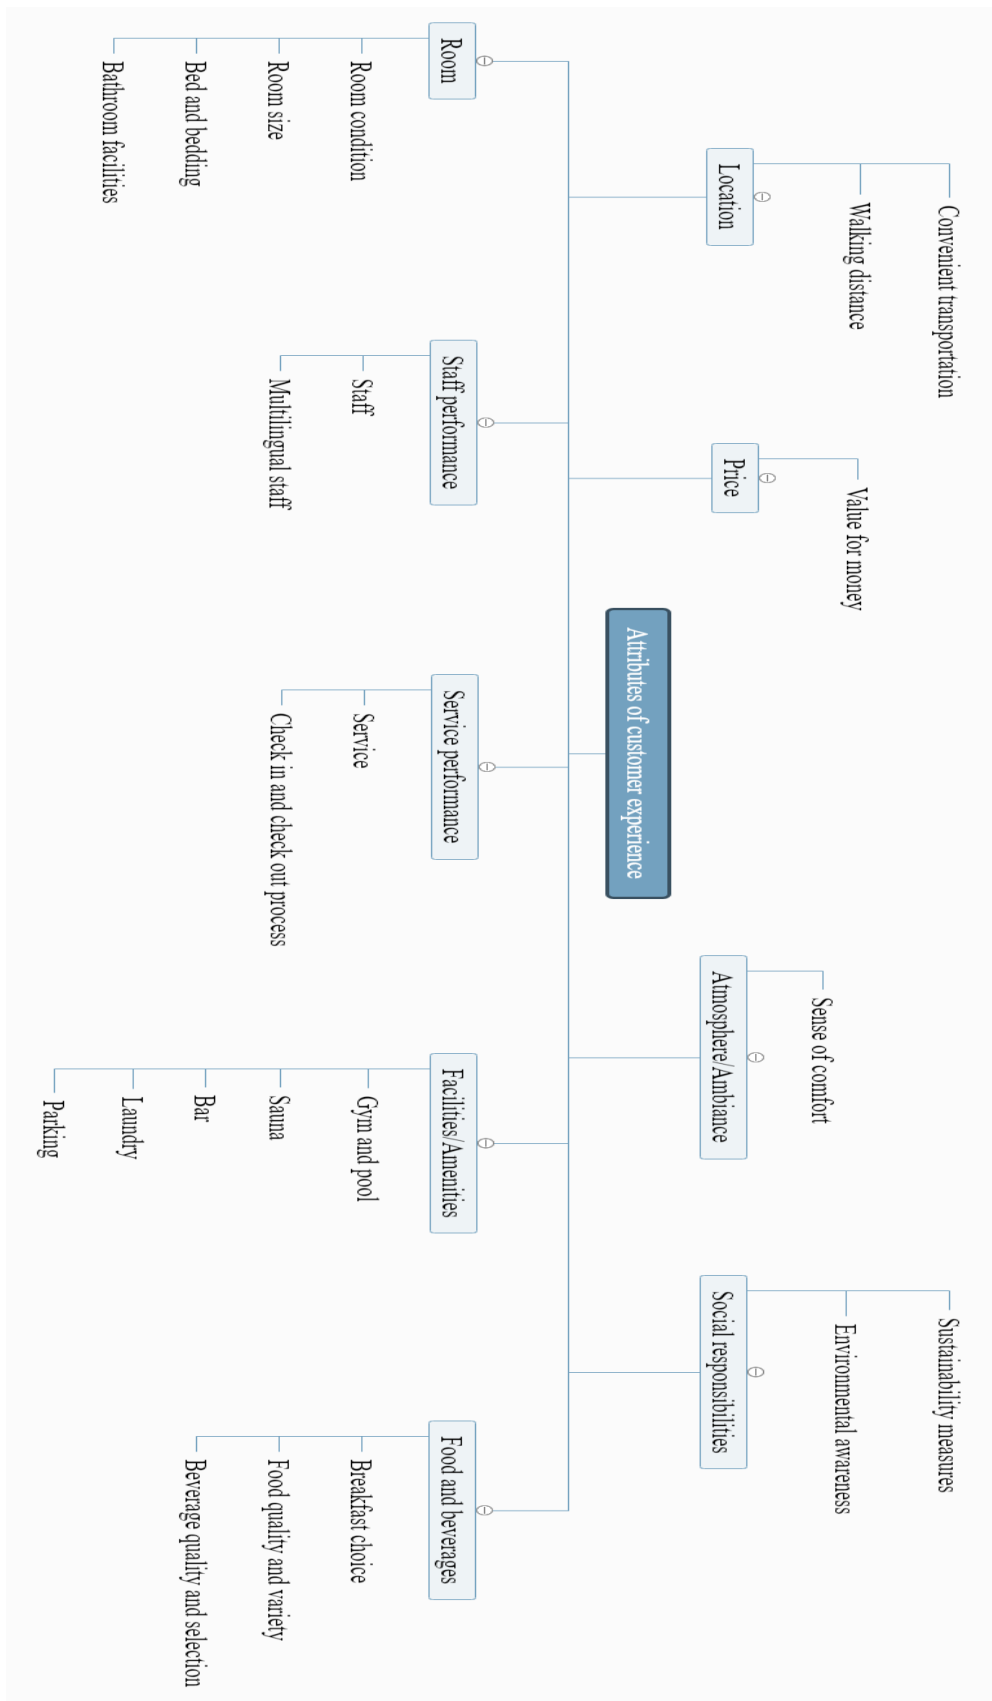 Convenient transportation
Walking distance
Location
Value for money
Price
Attributes of customer experience
Sense of comfort
Atmosphere/Ambiance
Sustainability measures
Environmental awareness
Social responsibilities
Room
Room condition
Room size
Bed and bedding
Bathroom facilities
Staff performance
Staff
Multilingual staff
Service performance
Service
Check in and check out process
Facilities/Amenities
Gym and pool
Sauna
Bar
Laundry
Parking
Food and beverages
Breakfast choice
Food quality and variety
Beverage quality and selection